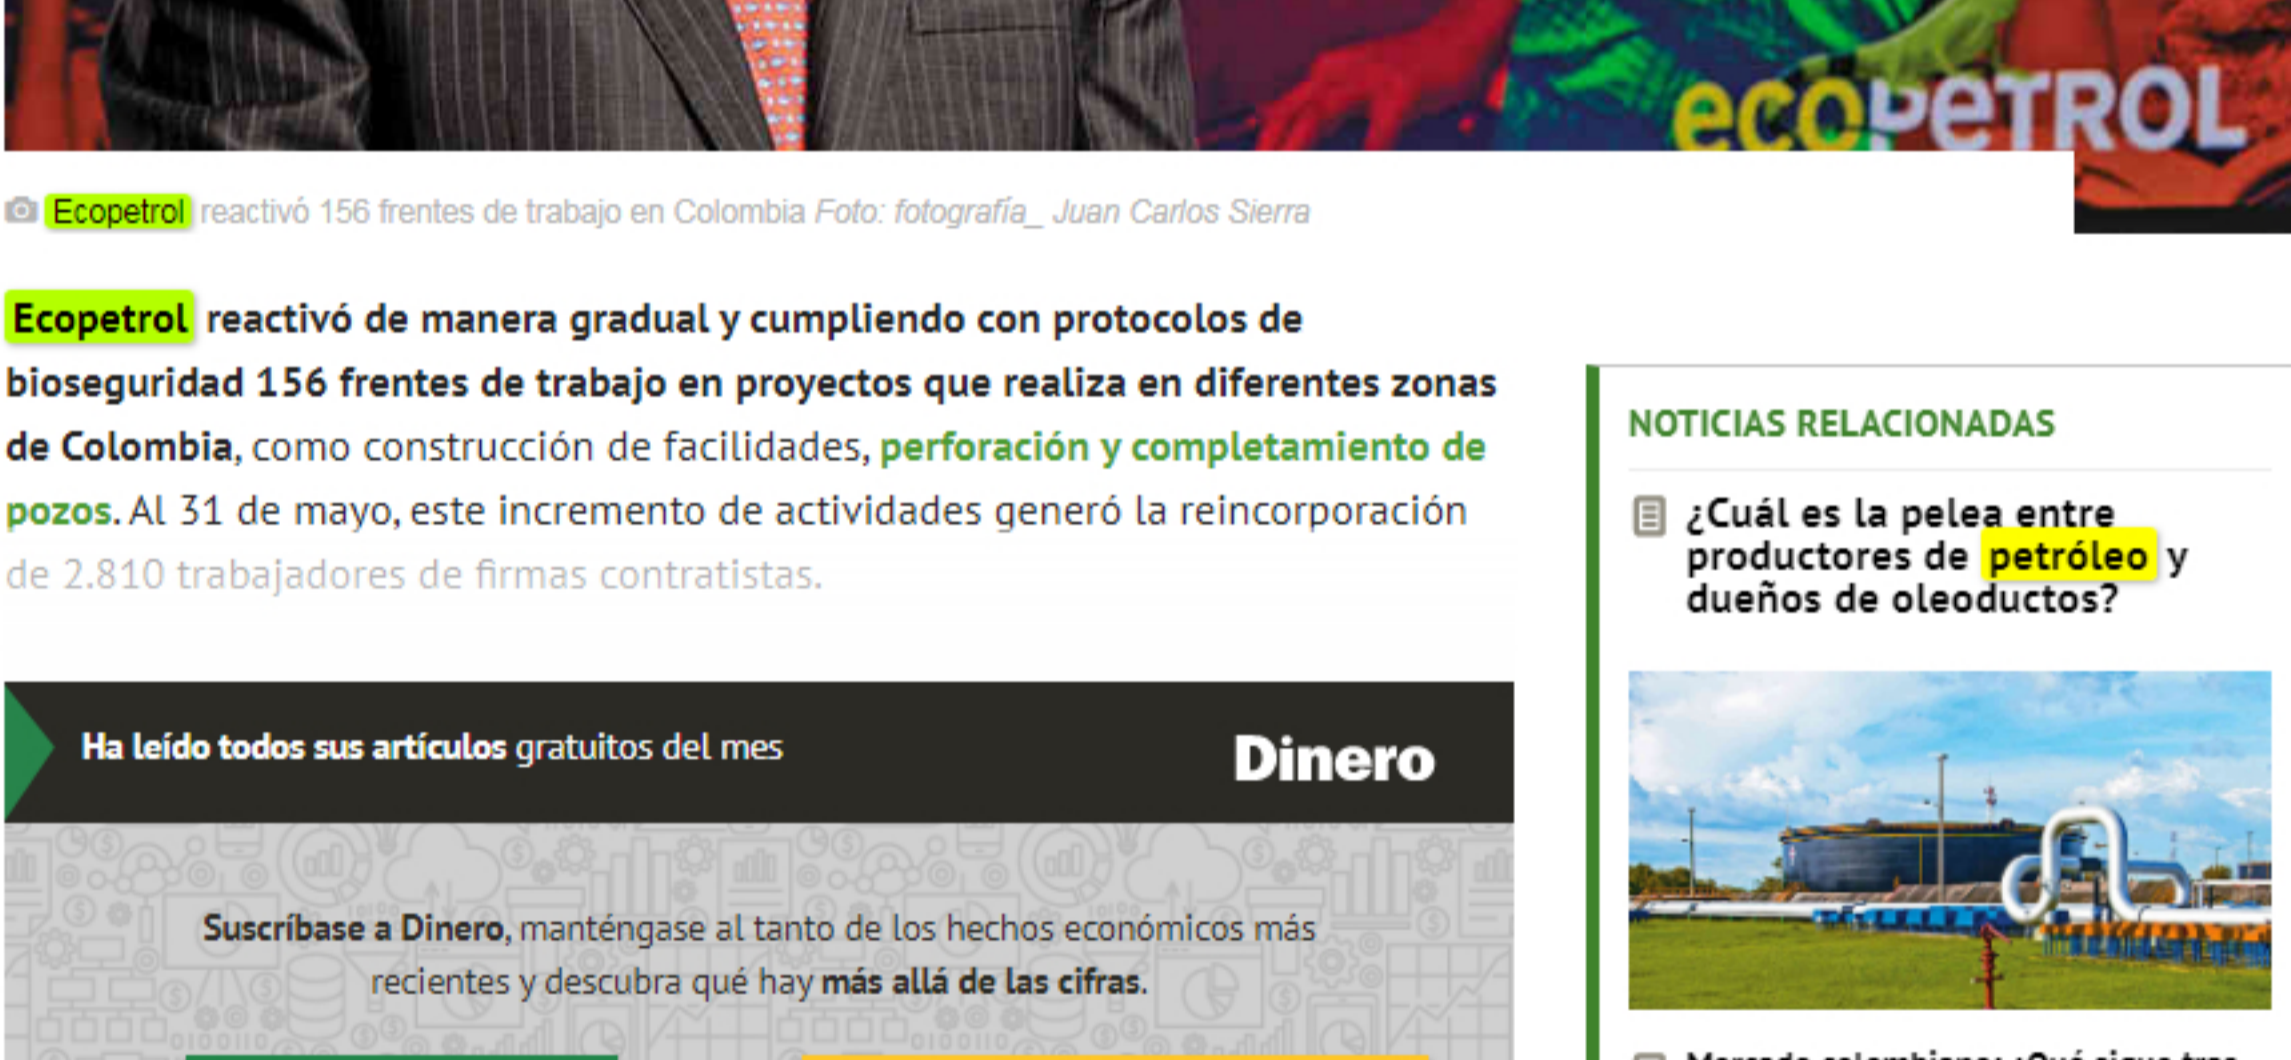 ecopetROL
Ecopetrol reactivó 156 frentes de trabajo en Colombia Foto: fotografía_ Juan Carlos Sierra
Ecopetrol reactivó de manera gradual y cumpliendo con protocolos de
bioseguridad 156 frentes de trabajo en proyectos que realiza en diferentes zonas
de Colombia, como construcción de facilidades, perforación y completamiento de
pozos. Al 31 de mayo, este incremento de actividades generó la reincorporación
de 2.810 trabajadores de firmas contratistas.
Ha leído todos sus artículos gratuitos del mes
Dinero
Suscríbase a Dinero, manténgase al tanto de los hechos económicos más
recientes y descubra qué hay más allá de las cifras.
NOTICIAS RELACIONADAS
¿Cuál es la pelea entre
productores de petróleo y
dueños de oleoductos?